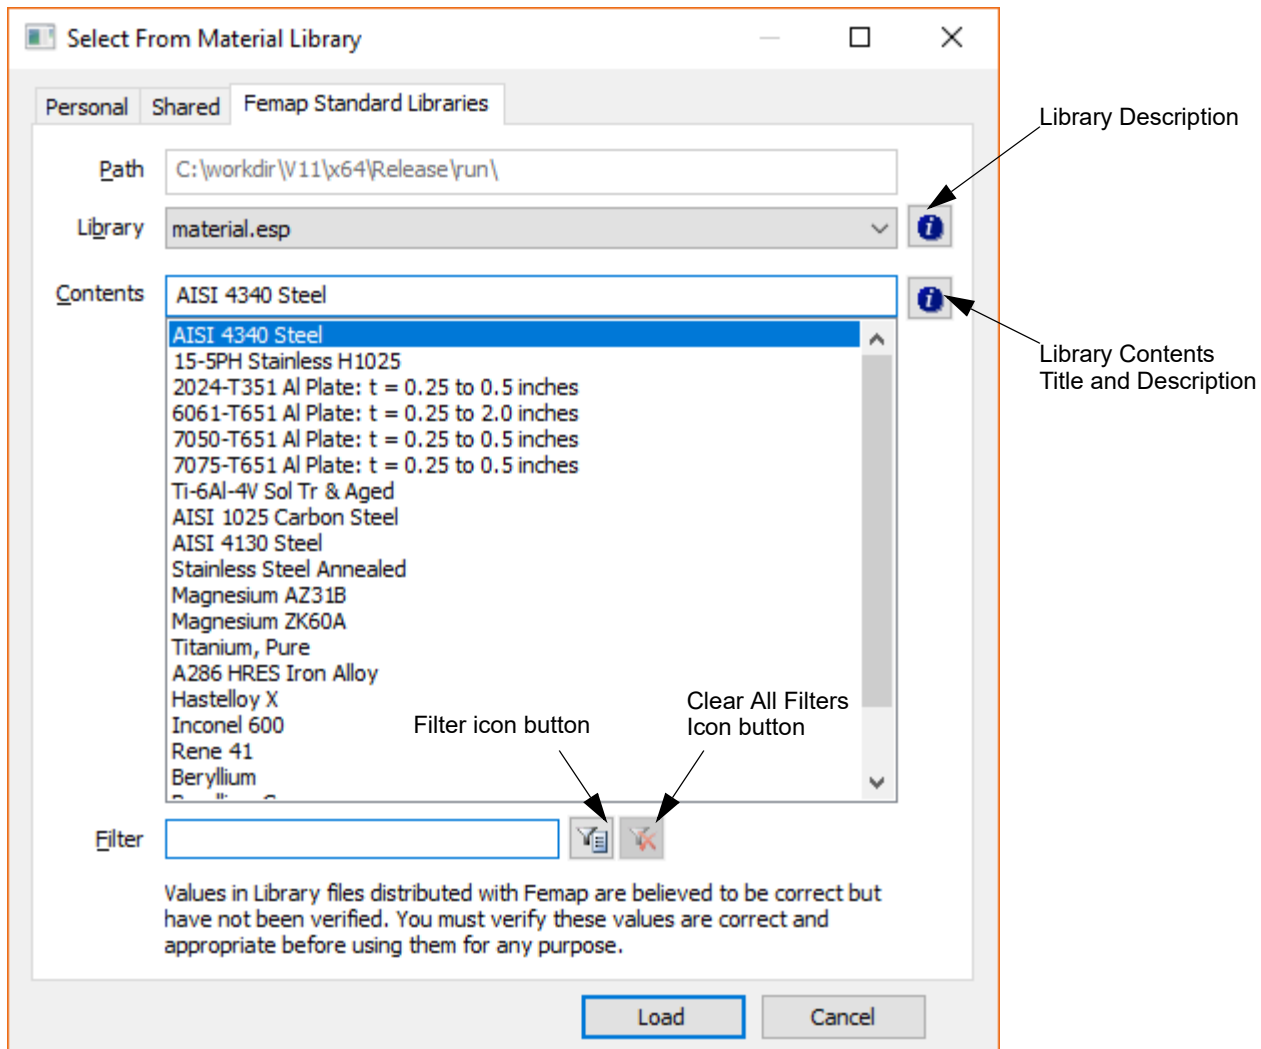 Select From Material Library
Personal Shared Femap Standard Libraries
Library Description
Path C:\workdir\V11\x64\Release\run\
Library material.esp
Contents AISI 4340 Steel
AISI 4340 Steel
Library Contents
Title and Description
15-5PH Stainless H1025
2024-T351 Al Plate: t = 0.25 to 0.5 inches
6061-T651 Al Plate: t = 0.25 to 2.0 inches
7050-T651 Al Plate: t = 0.25 to 0.5 inches
7075-T651 Al Plate: t = 0.25 to 0.5 inches
Ti-6Al-4V Sol Tr & Aged
AISI 1025 Carbon Steel
AISI 4130 Steel
Stainless Steel Annealed
Magnesium AZ31B
Magnesium ZK60A
Titanium, Pure
A286 HRES Iron Alloy
Hastelloy X
Inconel 600
Rene 41
Beryllium
Filter icon button
Clear All Filters
Icon button
Filter
Values in Library files distributed with Femap are believed to be correct but
have not been verified. You must verify these values are correct and
appropriate before using them for any purpose.
Load Cancel